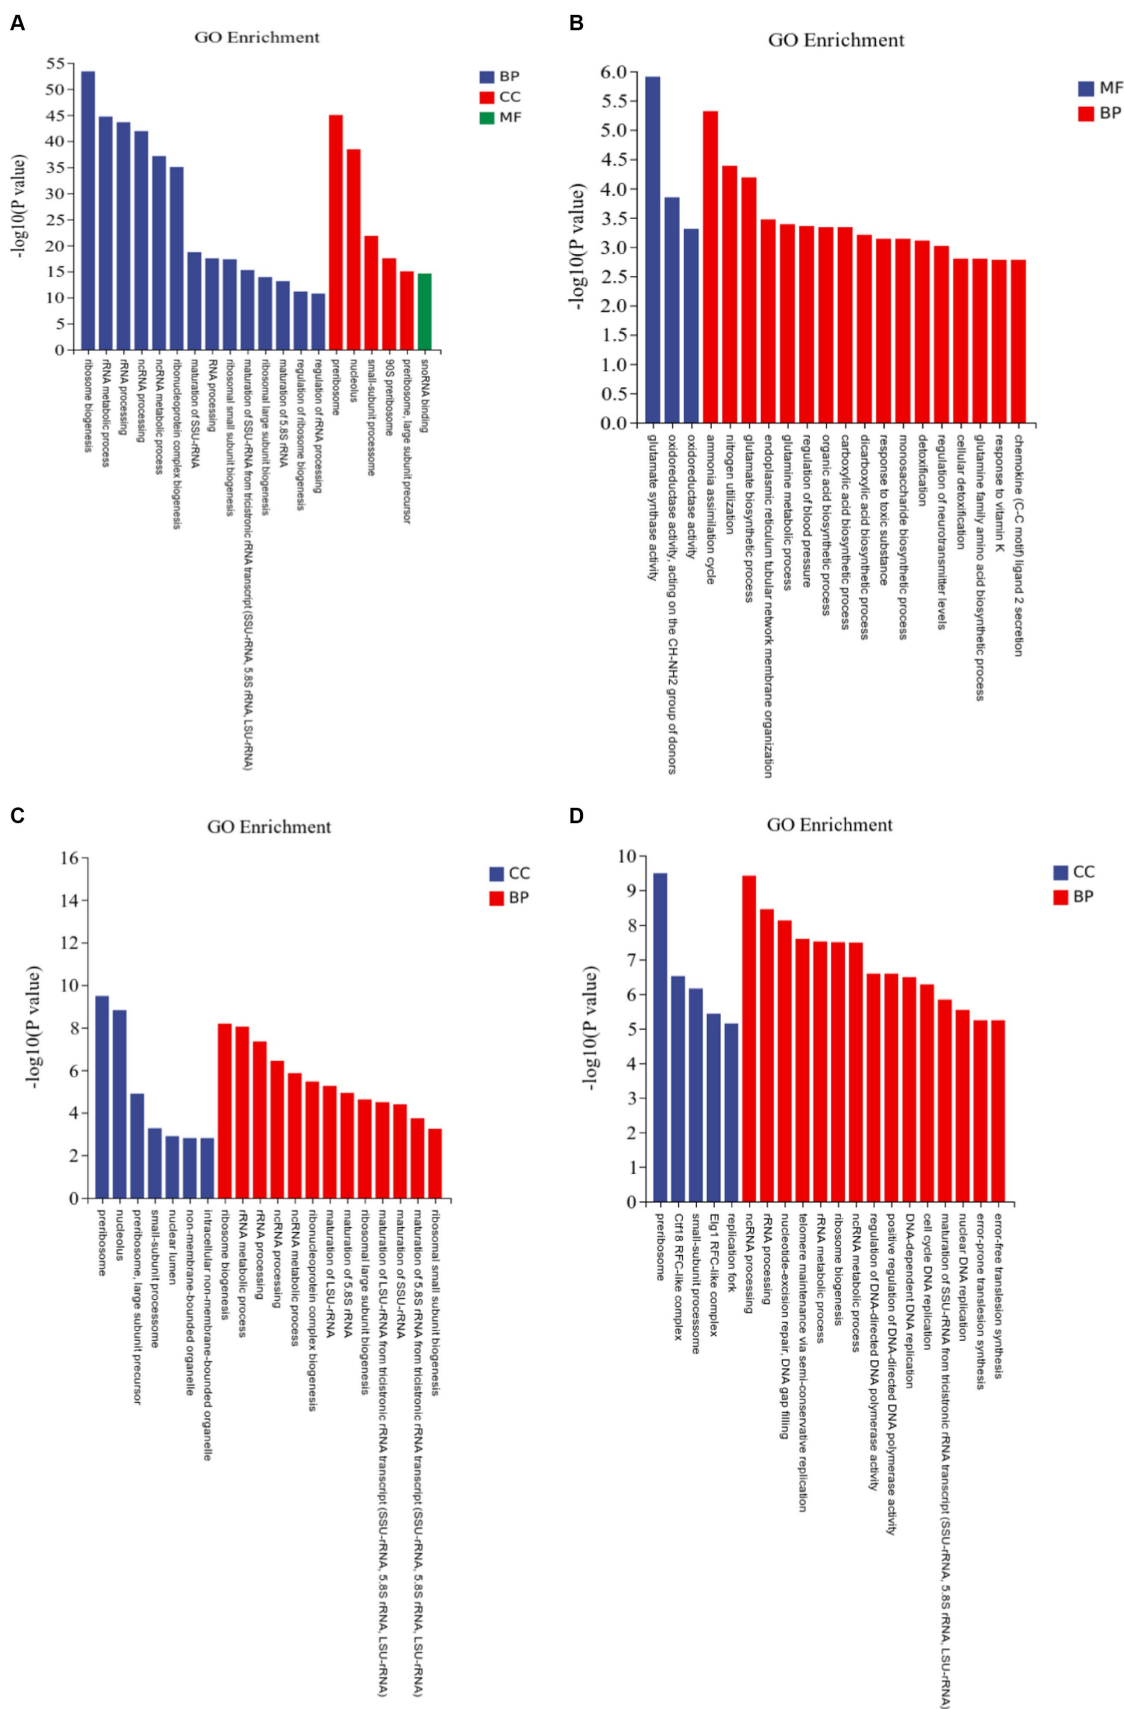 A
GO Enrichment
55
50
45
40
35
30
25
20
15
10
5
0
-log10(P value)
BP
CC
MF
ribosome biogenesis
rRNA metabolic process
rRNA processing
ncRNA processing
ncRNA metabolic process
ribonucleoprotein complex biogenesis
maturation of SSU-rRNA
RNA processing
ribosomal small subunit biogenesis
maturation of SSU-rRNA from tricistronic rRNA transcript (SSU-rRNA, 5.8S rRNA, LSU-rRNA)
ribosomal large subunit biogenesis
maturation of 5.8S rRNA
regulation of ribosome biogenesis
regulation of rRNA processing
preribosome
nucleolus
small-subunit processome
90S preribosome
preribosome, large subunit precursor
snoRNA binding
B
GO Enrichment
6.0
5.5
5.0
4.5
4.0
3.5
3.0
2.5
2.0
1.5
1.0
0.5
0.0
-log10(P value)
MF
BP
glutamate synthase activity
oxidoreductase activity, acting on the CH-NH2 group of donors
oxidoreductase activity
ammonia assimilation cycle
nitrogen utilization
glutamate biosynthetic process
endoplasmic reticulum tubular network membrane organization
glutamine metabolic process
regulation of blood pressure
organic acid biosynthetic process
carboxylic acid biosynthetic process
dicarboxylic acid biosynthetic process
response to toxic substance
monosaccharide biosynthetic process
detoxification
regulation of neurotransmitter levels
cellular detoxification
glutamine family amino acid biosynthetic process
response to vitamin K
chemokine (C-C motif) ligand 2 secretion
C
GO Enrichment
16
14
12
10
8
6
4
2
0
-log10(P value)
CC
BP
preribosome
nucleolus
preribosome, large subunit precursor
small-subunit processome
nuclear lumen
non-membrane-bounded organelle
intracellular non-membrane-bounded organelle
ribosome biogenesis
rRNA metabolic process
rRNA processing
ncRNA processing
ncRNA metabolic process
ribonucleoprotein complex biogenesis
maturation of LSU-rRNA
maturation of 5.8S rRNA
ribosomal large subunit biogenesis
maturation of LSU-rRNA from tricistronic rRNA transcript (SSU-rRNA, 5.8S rRNA, LSU-rRNA)
maturation of SSU-rRNA
maturation of 5.8S rRNA from tricistronic rRNA transcript (SSU-rRNA, 5.8S rRNA, LSU-rRNA)
ribosomal small subunit biogenesis
D
GO Enrichment
10
9
8
7
6
5
4
3
2
1
0
-log10(P value)
CC
BP
preribosome
Ctf18 RFC-like complex
small-subunit processome
Elg1 RFC-like complex
replication fork
ncRNA processing
rRNA processing
nucleotide-excision repair, DNA gap filling
telomere maintenance via semi-conservative replication
rRNA metabolic process
ribosome biogenesis
ncRNA metabolic process
regulation of DNA-directed DNA polymerase activity
positive regulation of DNA-directed DNA polymerase activity
DNA-dependent DNA replication
cell cycle DNA replication
maturation of SSU-rRNA from tricistronic rRNA transcript (SSU-rRNA, 5.8S rRNA, LSU-rRNA)
nuclear DNA replication
error-prone translesion synthesis
error-free translesion synthesis